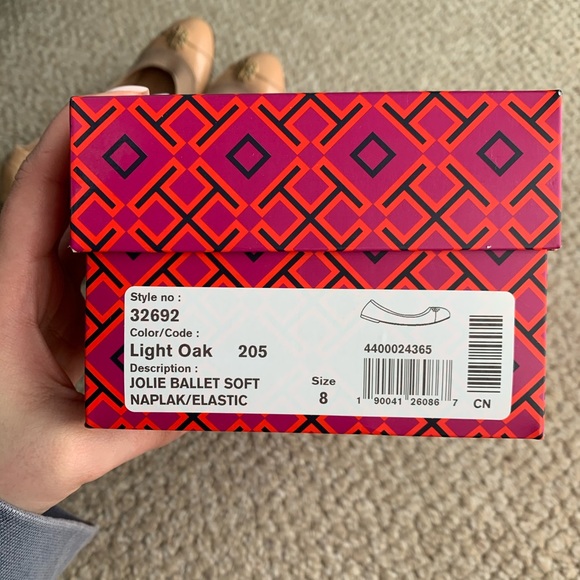 Style no :
32692
Color/Code :
Light Oak 205
Description :
JOLIE BALLET SOFT
NAPLAK/ELASTIC
Size
8
4400024365
1 90041 26086 7
CN